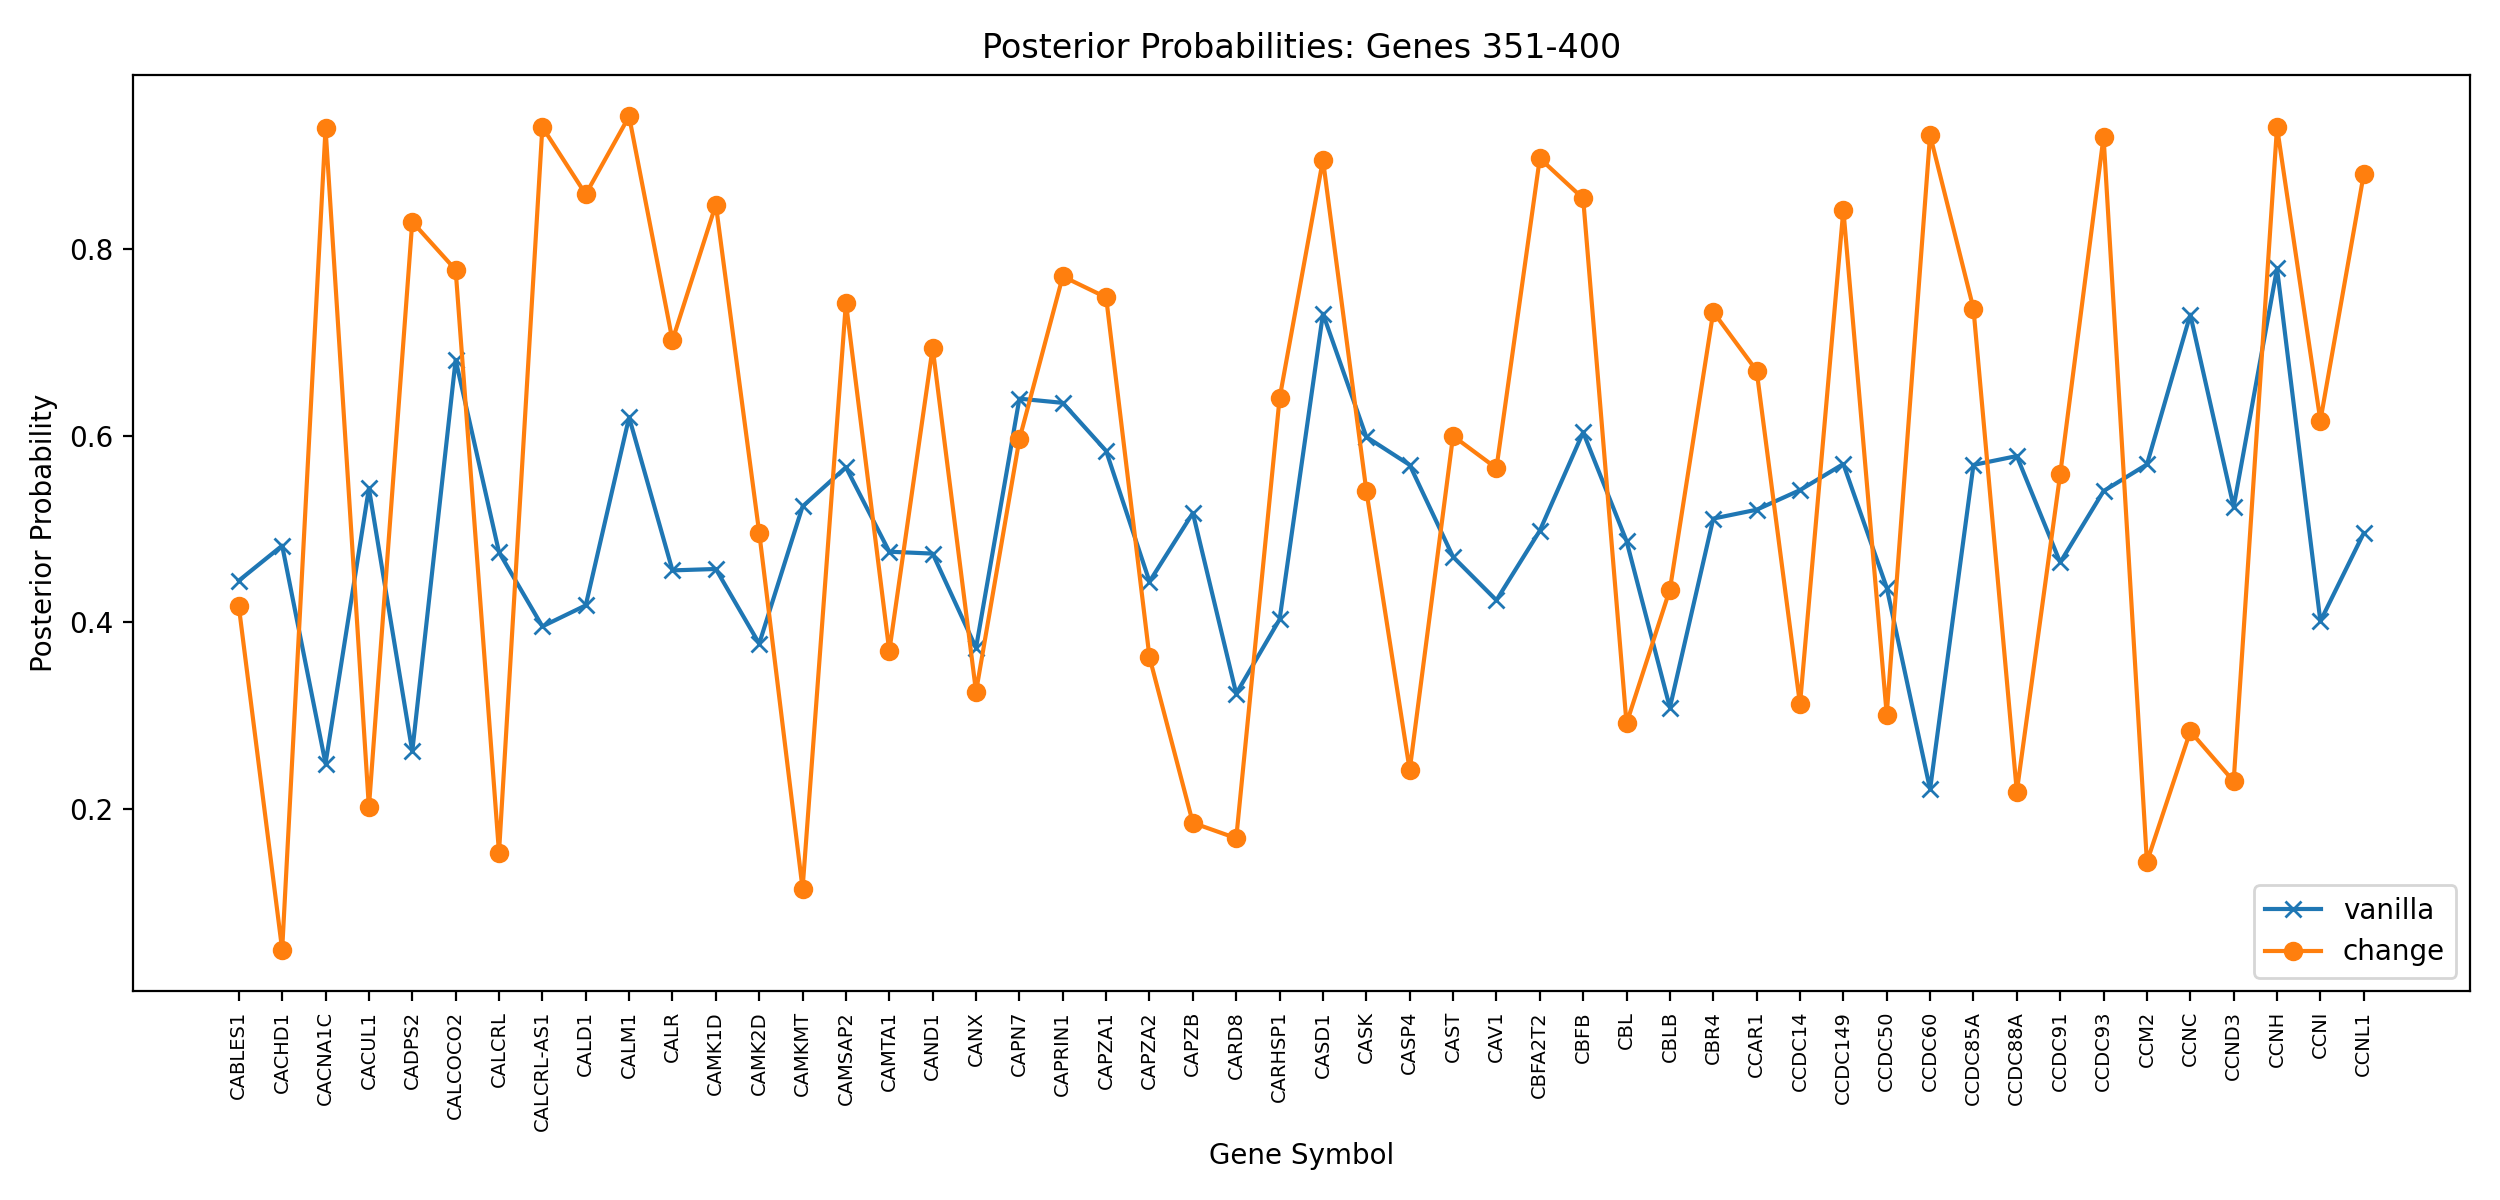 Posterior Probabilities: Genes 351-400
Posterior Probability
0.8
0.6
0.4
0.2
vanilla
change
CABLES1
CACHD1
CACNA1C
CACUL1
CADPS2
CALCOCO2
CALCRL
CALCRL-AS1
CALD1
CALM1
CALR
CAMK1D
CAMK2D
CAMKMT
CAMSAP2
CAMTA1
CAND1
CANX
CAPN7
CAPRIN1
CAPZA1
CAPZA2
CAPZB
CARD8
CARHSP1
CASD1
CASK
CASP4
CAST
CAV1
CBFA2T2
CBFB
CBL
CBLB
CBR4
CCAR1
CCDC14
CCDC149
CCDC50
CCDC60
CCDC85A
CCDC88A
CCDC91
CCDC93
CCM2
CCNC
CCND3
CCNH
CCNI
CCNL1
Gene Symbol